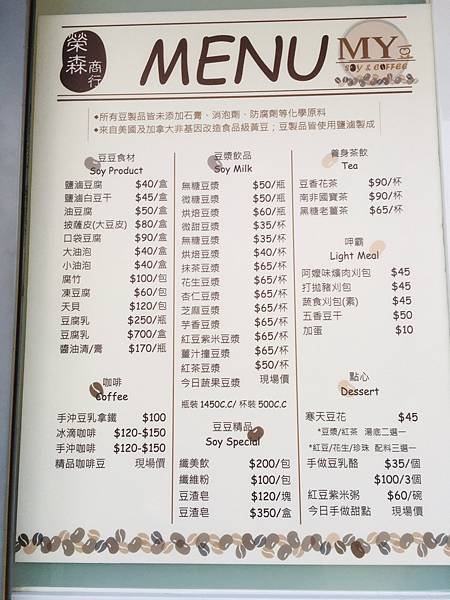 榮森
商行
MENU
MY豆
SOY & COFFEE
◆所有豆製品皆未添加石膏、消泡劑、防腐劑等化學原料
◆來自美國及加拿大非基因改造食品級黃豆;豆製品皆使用鹽滷製成
豆豆食材
Soy Product
鹽滷豆腐 $40/盒
鹽滷白豆干 $45/盒
油豆腐 $50/盒
披薩皮(大豆皮) $80/盒
口袋豆腐 $90/盒
大油泡 $40/盒
小油泡 $40/盒
腐竹 $100/包
凍豆腐 $60/包
天貝 $120/包
豆腐乳 $250/瓶
豆腐乳 $700/盒
醬油清/膏 $170/瓶
咖啡
Coffee
手沖豆乳拿鐵 $100
冰滴咖啡 $120-$150
手沖咖啡 $120-$150
精品咖啡豆 現場價
豆漿飲品
Soy Milk
無糖豆漿 $50/瓶
微糖豆漿 $50/瓶
烘焙豆漿 $60/瓶
微甜豆漿 $35/杯
無糖豆漿 $35/杯
烘焙豆漿 $40/杯
抹茶豆漿 $65/杯
花生豆漿 $65/杯
杏仁豆漿 $65/杯
芝麻豆漿 $65/杯
芋香豆漿 $65/杯
紅豆紫米豆漿 $65/杯
薑汁撞豆漿 $65/杯
紅茶豆漿 $50/杯
今日蔬果豆漿 現場價
瓶裝 1450C.C/ 杯裝 500C.C
豆豆精品
Soy Special
纖美飲 $200/包
纖維粉 $100/包
豆渣皂 $120/塊
豆渣皂 $350/盒
養身茶飲
Tea
豆香花茶 $90/杯
南非國寶茶 $90/杯
黑糖老薑茶 $65/杯
呷霸
Light Meal
阿嬤味爌肉刈包 $45
打拋豬刈包 $45
蔬食刈包(素) $45
五香豆干 $50
加蛋 $10
點心
Dessert
寒天豆花 $45
*豆漿/紅茶 湯底二選一
*紅豆/花生/珍珠 配料三選一
手做豆乳酪 $35/個
$100/3個
紅豆紫米粥 $60/碗
今日手做甜點 現場價